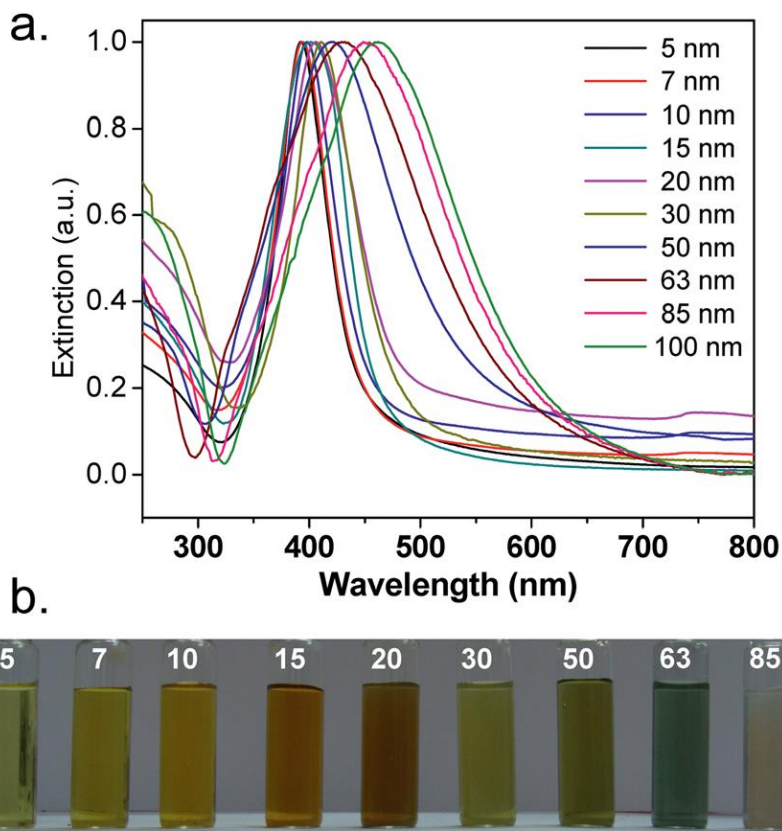 a.
1.0
0.8
0.6
0.4
0.2
0.0
Extinction (a.u.)
5 nm
7 nm
10 nm
15 nm
20 nm
30 nm
50 nm
63 nm
85 nm
100 nm
300 400 500 600 700 800
Wavelength (nm)
b.
5 7 10 15 20 30 50 63 85